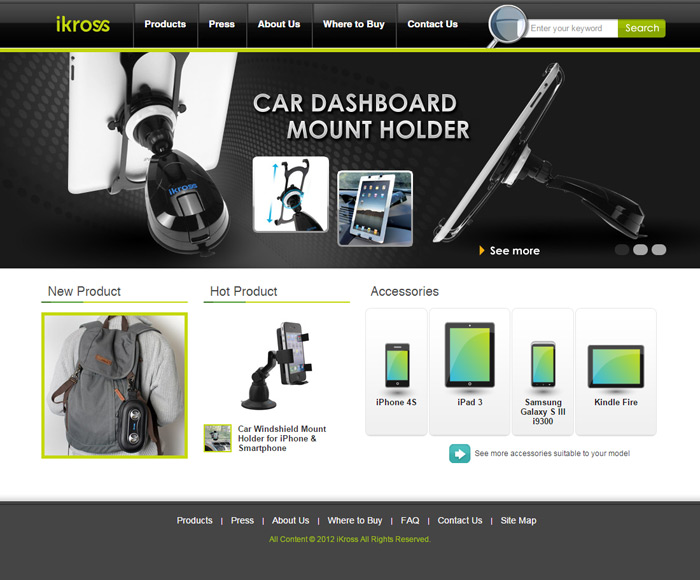 ikross
Products
Press
About Us
Where to Buy
Contact Us
Enter your keyword
Search
CAR DASHBOARD
MOUNT HOLDER
ikross
See more
New Product
Hot Product
Accessories
Car Windshield Mount
Holder for iPhone &
Smartphone
iPhone 4S
iPad 3
Samsung
Galaxy S III
i9300
Kindle Fire
See more accessories suitable to your model
Products | Press | About Us | Where to Buy | FAQ | Contact Us | Site Map
All Content © 2012 iKross All Rights Reserved.